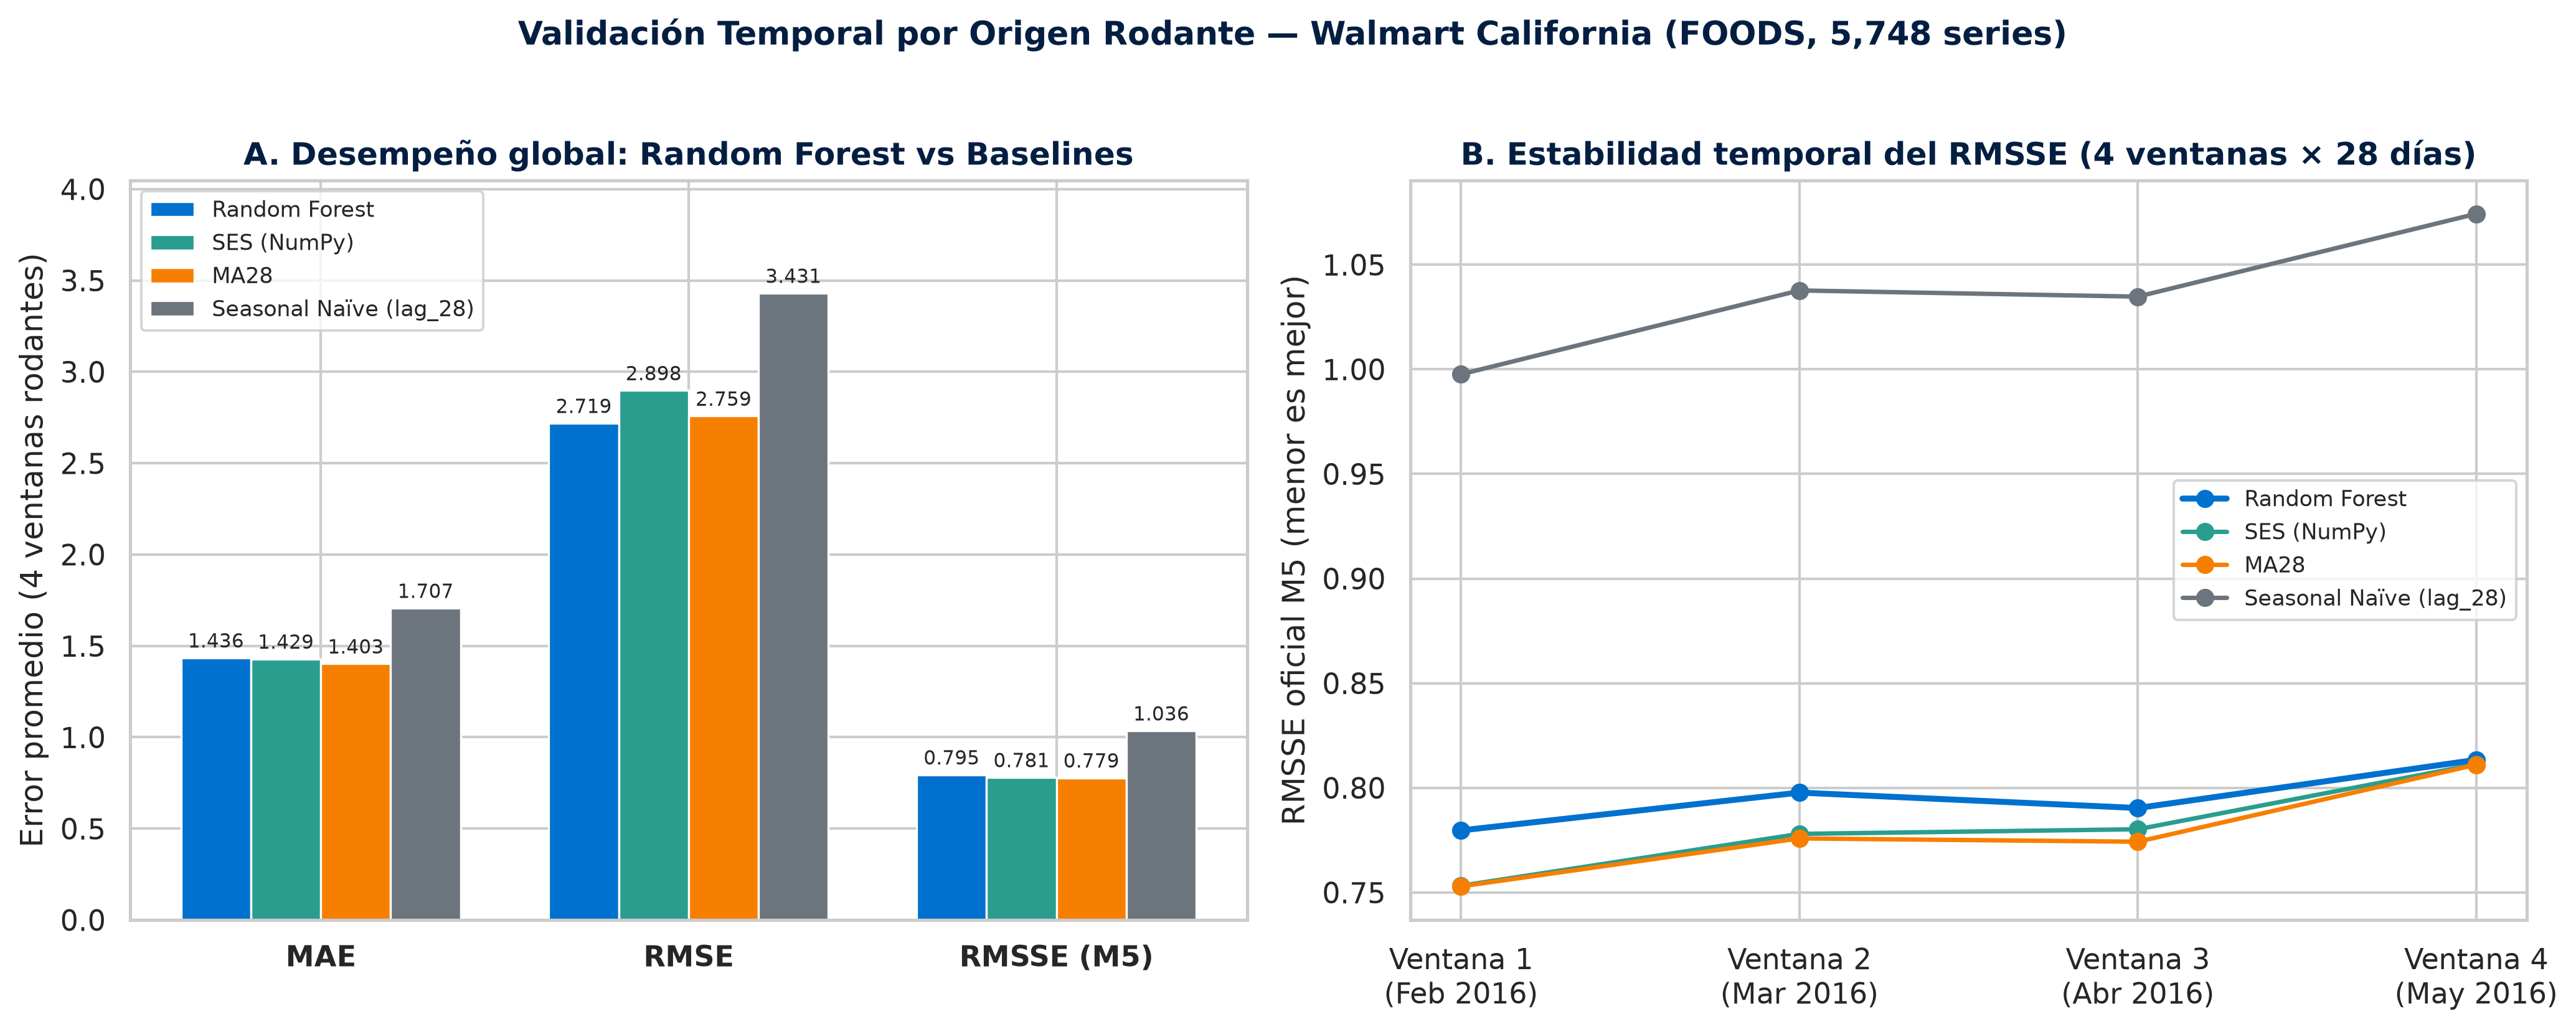 Validación Temporal por Origen Rodante — Walmart California (FOODS, 5,748 series)
A. Desempeño global: Random Forest vs Baselines
Error promedio (4 ventanas rodantes)
4.0
3.5
3.0
2.5
2.0
1.5
1.0
0.5
0.0
Random Forest
SES (NumPy)
MA28
Seasonal Naïve (lag_28)
1.436
1.429
1.403
1.707
2.719
2.898
2.759
3.431
0.795
0.781
0.779
1.036
MAE
RMSE
RMSSE (M5)
B. Estabilidad temporal del RMSSE (4 ventanas × 28 días)
RMSSE oficial M5 (menor es mejor)
1.05
1.00
0.95
0.90
0.85
0.80
0.75
Random Forest
SES (NumPy)
MA28
Seasonal Naïve (lag_28)
Ventana 1
(Feb 2016)
Ventana 2
(Mar 2016)
Ventana 3
(Abr 2016)
Ventana 4
(May 2016)